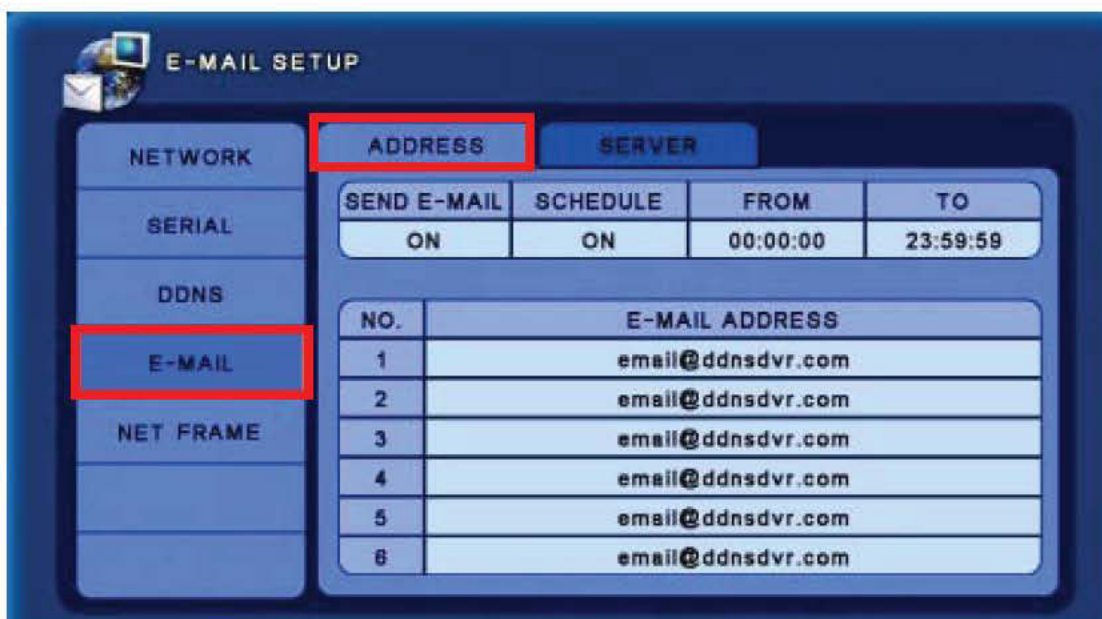 E-MAIL SETUP
NETWORK
SERIAL
DDNS
E-MAIL
NET FRAME
ADDRESS SERVER
SEND E-MAIL SCHEDULE FROM TO
ON ON 00:00:00 23:59:59
NO. E-MAIL ADDRESS
1 email@ddnsdvr.com
2 email@ddnsdvr.com
3 email@ddnsdvr.com
4 email@ddnsdvr.com
5 email@ddnsdvr.com
6 email@ddnsdvr.com